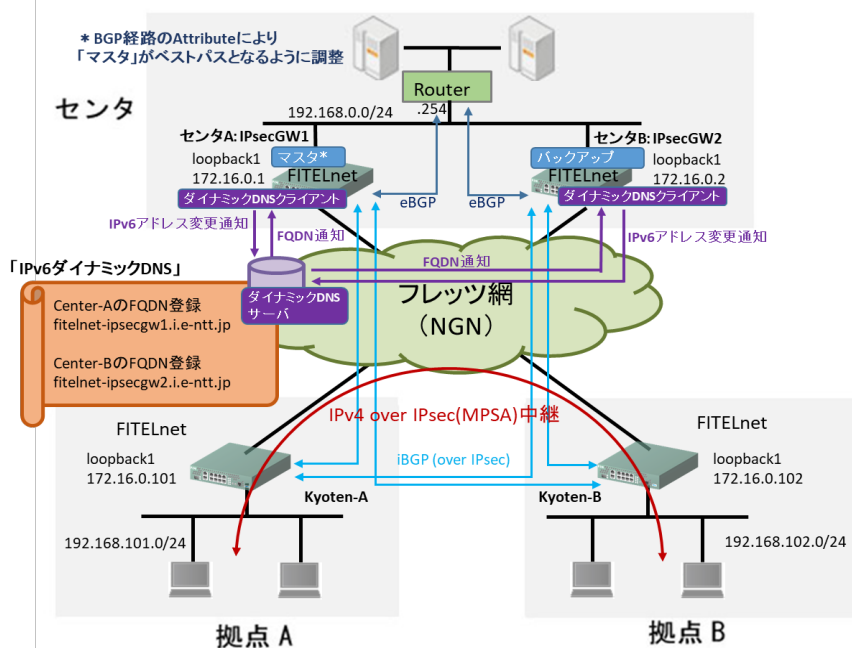 * BGP経路のAttributeにより
「マスタ」がベストパスとなるように調整
センタ
Router
192.168.0.0/24
.254
センタA: IPsecGW1
マスタ*
loopback1
172.16.0.1
FITELnet
ダイナミックDNSクライアント
センタB: IPsecGW2
バックアップ
loopback1
172.16.0.2
FITELnet
ダイナミックDNSクライアント
eBGP
eBGP
IPv6アドレス変更通知
FQDN通知
IPv6アドレス変更通知
FQDN通知
「IPv6ダイナミックDNS」
ダイナミックDNS
サーバ
フレッツ網
（NGN）
Center-AのFQDN登録
fitelnet-ipsecgw1.i.e-ntt.jp
Center-BのFQDN登録
fitelnet-ipsecgw2.i.e-ntt.jp
IPv4 over IPsec(MPSA)中継
FITELnet
loopback1
172.16.0.101
iBGP (over IPsec)
FITELnet
loopback1
172.16.0.102
Kyoten-A
Kyoten-B
192.168.101.0/24
192.168.102.0/24
拠点 A
拠点 B